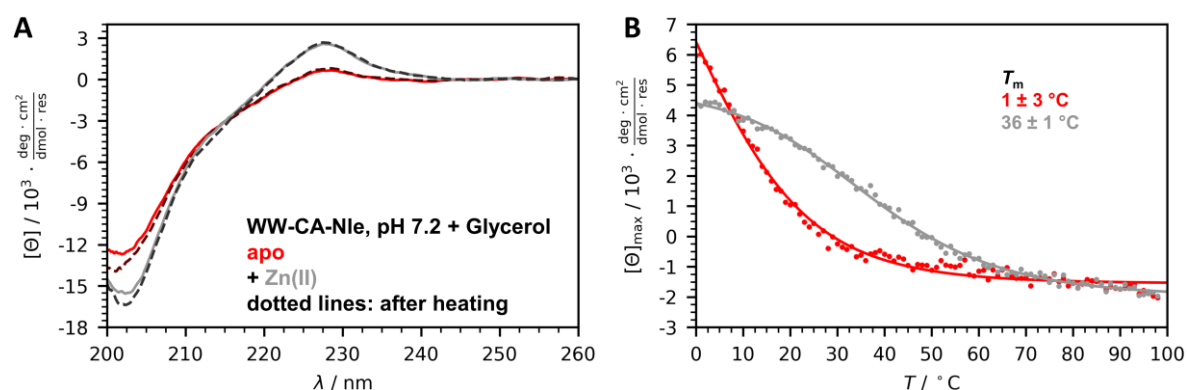 A
[Θ] / 10³ · deg · cm² / dmol · res
3
0
-3
-6
-9
-12
-15
-18
WW-CA-Nle, pH 7.2 + Glycerol
apo
+ Zn(II)
dotted lines: after heating
200 210 220 230 240 250 260
λ / nm
B
[Θ]max / 10³ · deg · cm² / dmol · res
7
6
5
4
3
2
1
0
-1
-2
-3
Tm
1 ± 3 °C
36 ± 1 °C
0 10 20 30 40 50 60 70 80 90 100
T / °C